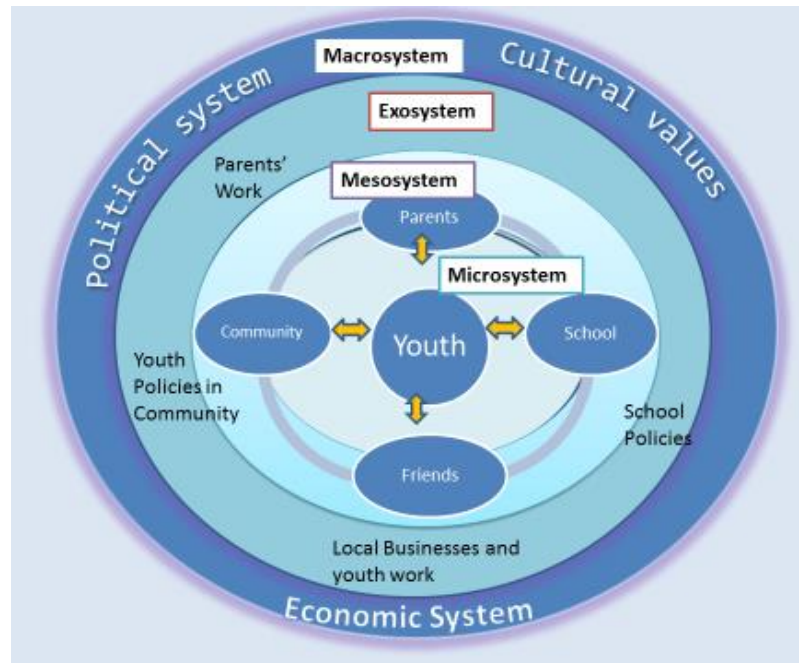 Macrosystem
Political system
Cultural values
Exosystem
Parents'
Work
Mesosystem
Parents
Microsystem
Community
Youth
School
Youth
Policies in
Community
School
Policies
Friends
Local Businesses and
youth work
Economic System